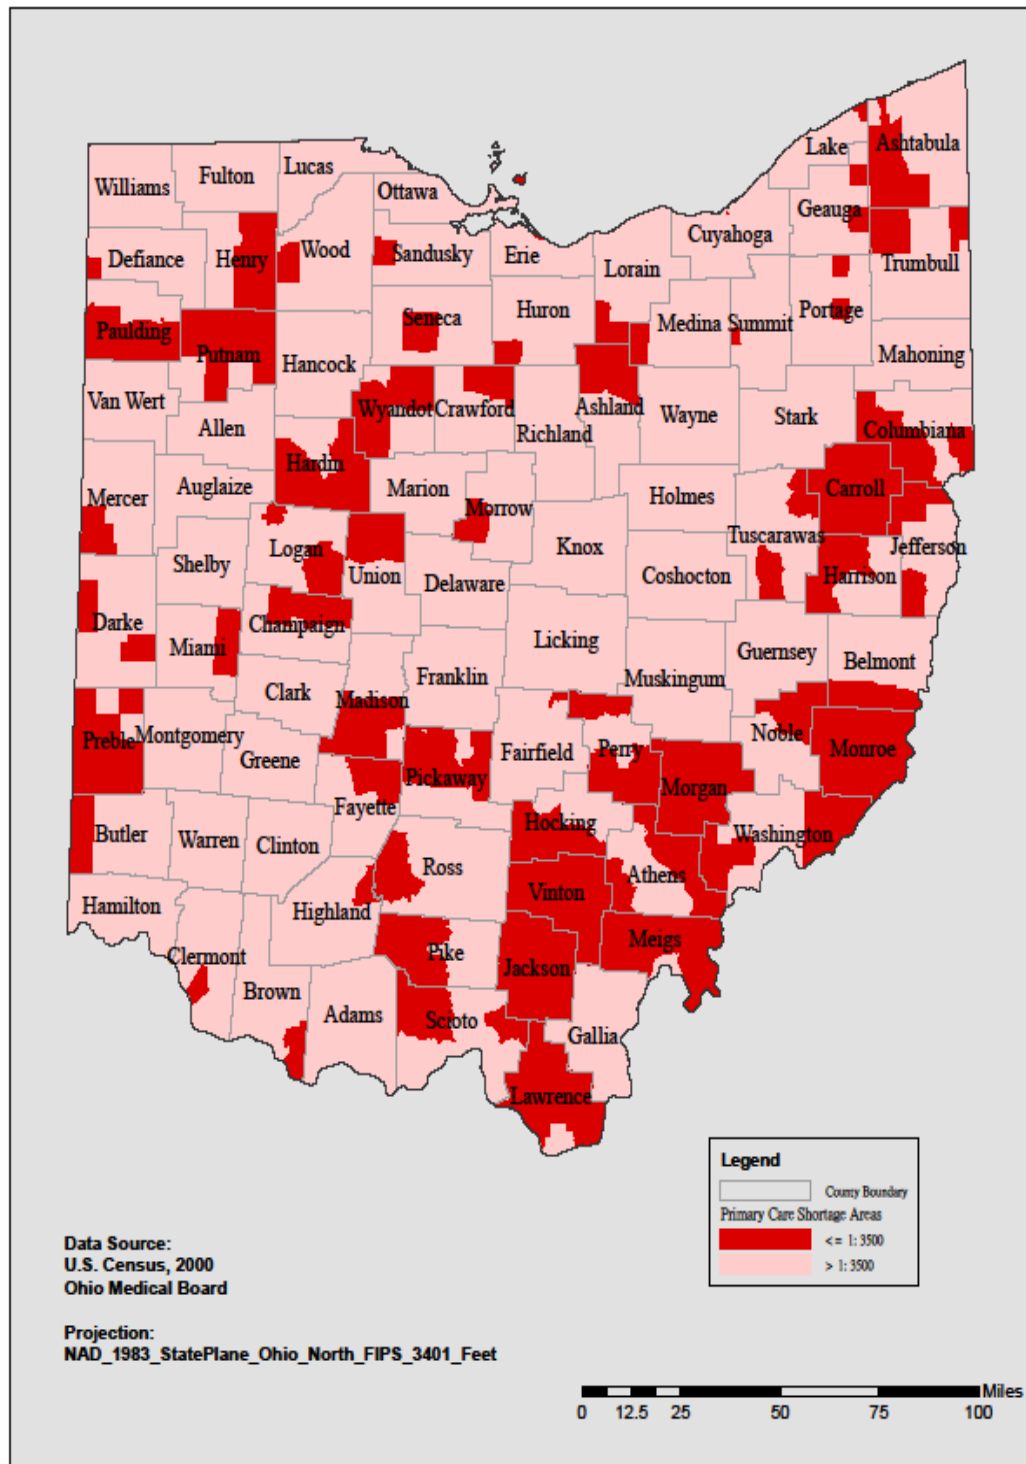 Lake
Ashtabula
Lucas
Fulton
Williams
Ottawa
Geauga
Cuyahoga
Wood
Sandusky
Erie
Defiance
Henry
Lorain
Trumbull
Huron
Portage
Seneca
Medina
Summit
Paulding
Putnam
Mahoning
Hancock
Van Wert
Wyandot
Crawford
Ashland
Wayne
Stark
Allen
Richland
Columbiana
Hardin
Auglaize
Marion
Carroll
Mercer
Holmes
Morrow
Tuscarawas
Logan
Knox
Jefferson
Shelby
Union
Delaware
Coshocton
Harrison
Darke
Champaign
Miami
Licking
Guernsey
Belmont
Franklin
Muskingum
Clark
Madison
Noble
Preble
Montgomery
Perry
Monroe
Greene
Fairfield
Pickaway
Morgan
Fayette
Hocking
Washington
Butler
Warren
Clinton
Ross
Athens
Vinton
Hamilton
Highland
Meigs
Clermont
Pike
Jackson
Brown
Adams
Scioto
Gallia
Lawrence
Legend
County Boundary
Primary Care Shortage Areas
<= 1: 3500
> 1: 3500
Data Source:
U.S. Census, 2000
Ohio Medical Board
Projection:
NAD_1983_StatePlane_Ohio_North_FIPS_3401_Feet
Miles
0 12.5 25 50 75 100